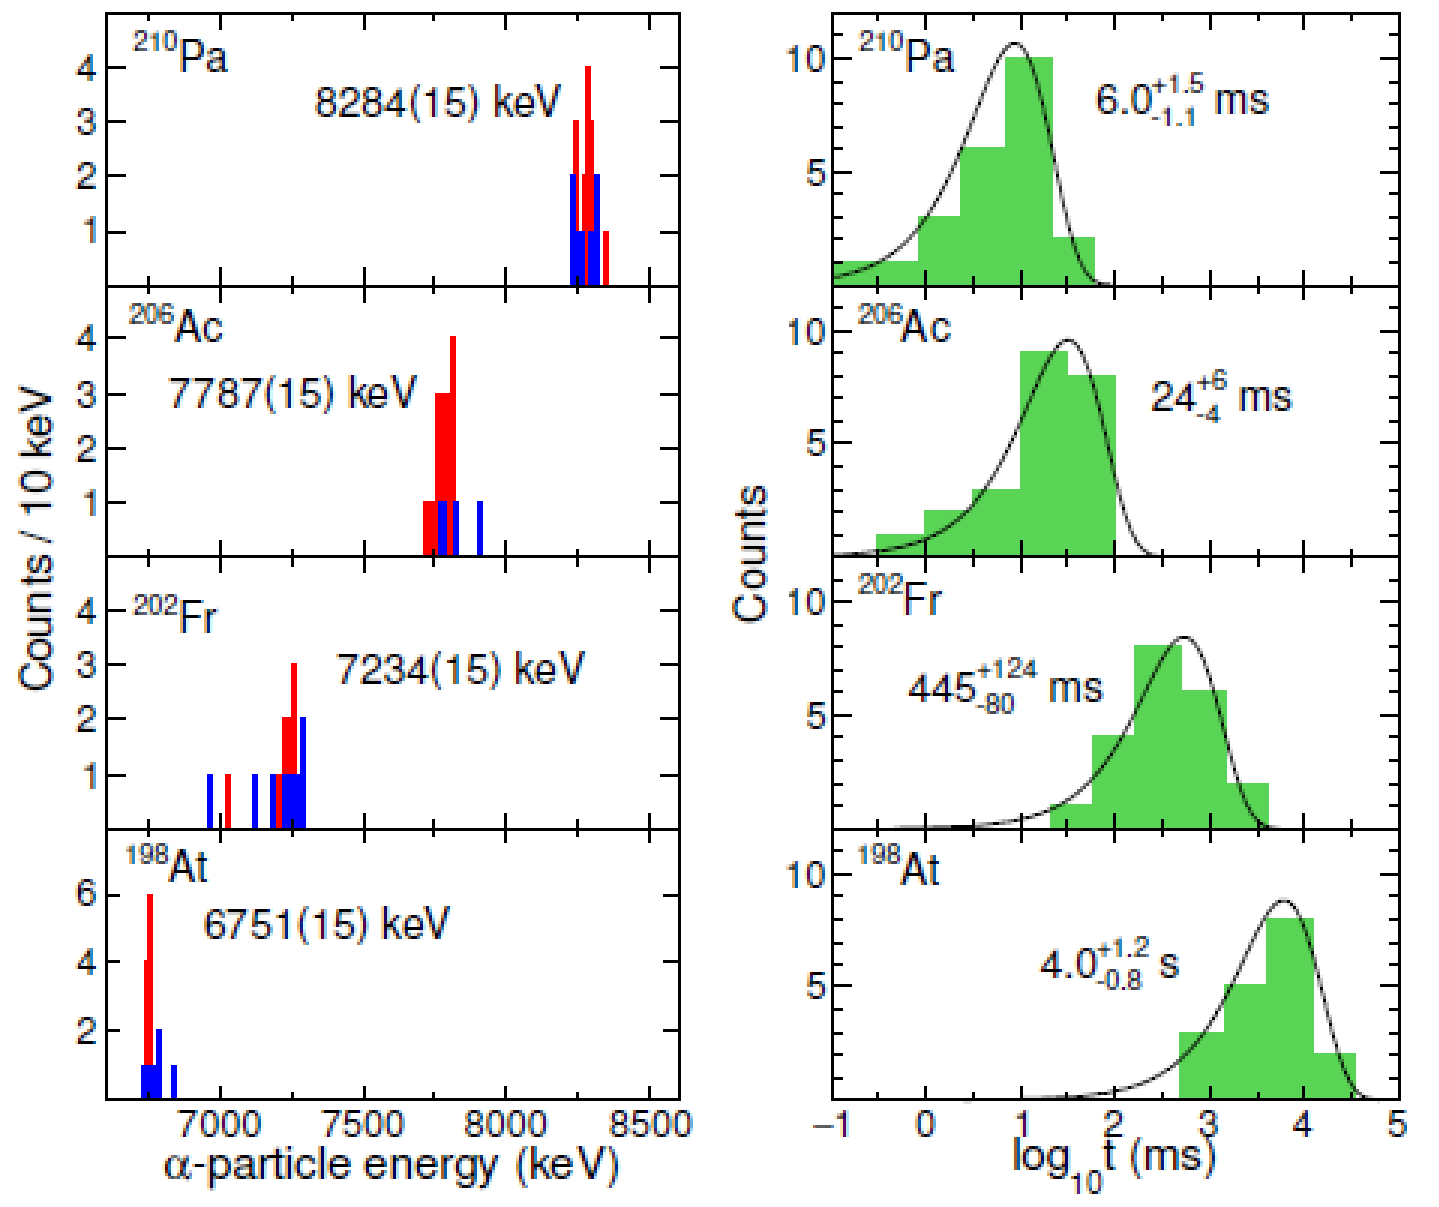 ²¹⁰Pa
8284(15) keV
4
3
2
1
²⁰⁶Ac
7787(15) keV
4
3
2
1
²⁰²Fr
7234(15) keV
4
3
2
1
¹⁹⁸At
6751(15) keV
6
4
2
Counts / 10 keV
7000 7500 8000 8500
α-particle energy (keV)
²¹⁰Pa
6.0+1.5-1.1 ms
10
5
²⁰⁶Ac
24+6-4 ms
10
5
²⁰²Fr
445+124-80 ms
10
5
¹⁹⁸At
4.0+1.2-0.8 s
10
5
Counts
−1 0 1 2 3 4 5
log₁₀t (ms)